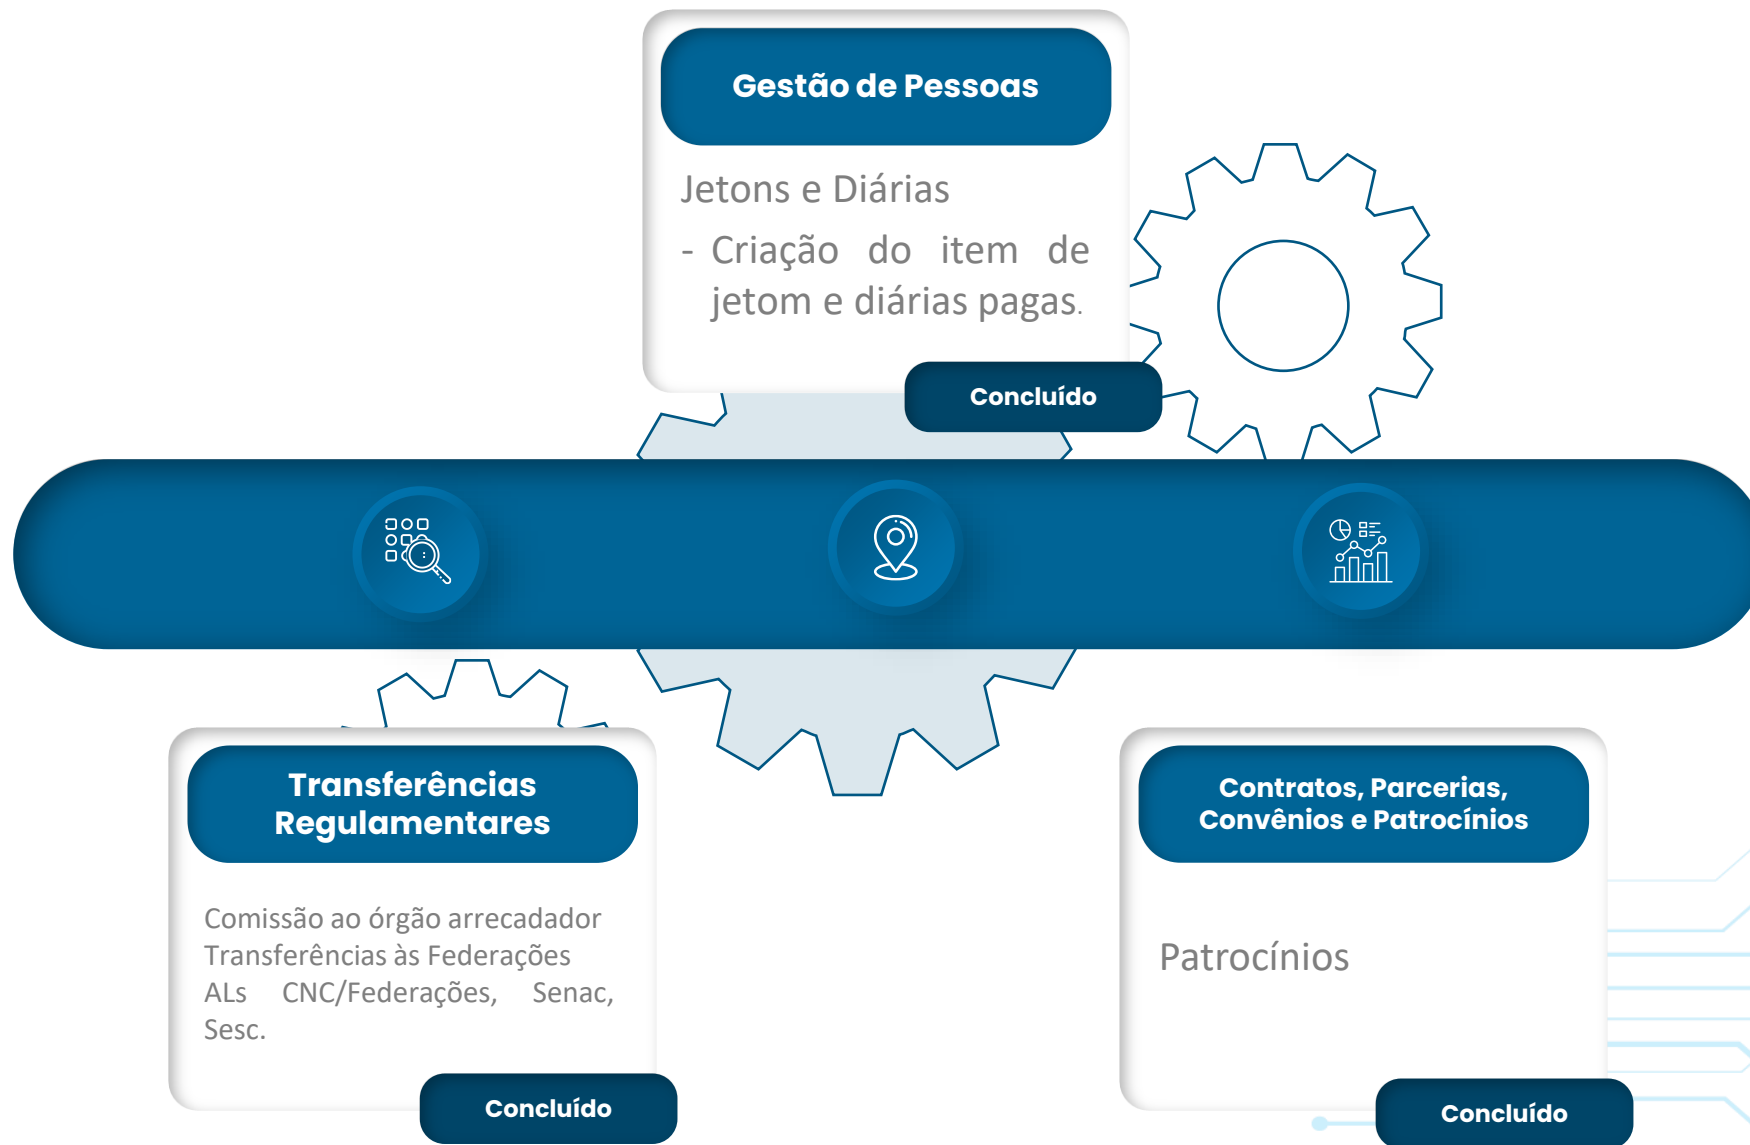 Gestão de Pessoas
Jetons e Diárias
- Criação do item de
jetom e diárias pagas.
Concluído
Transferências
Regulamentares
Comissão ao órgão arrecadador
Transferências às Federações
ALs CNC/Federações, Senac,
Sesc.
Concluído
Contratos, Parcerias,
Convênios e Patrocínios
Patrocínios
Concluído